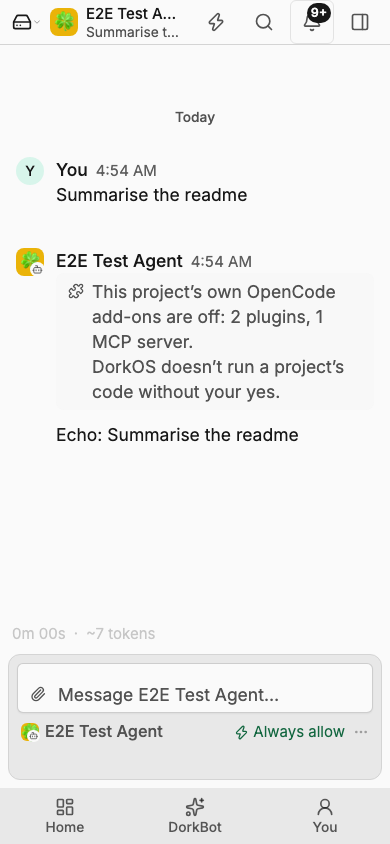 E2E Test A...
Summarise t...
9+
Today
Y
You 4:54 AM
Summarise the readme
E2E Test Agent 4:54 AM
This project's own OpenCode
add-ons are off: 2 plugins, 1
MCP server.
DorkOS doesn't run a project's
code without your yes.
Echo: Summarise the readme
0m 00s · ~7 tokens
Message E2E Test Agent...
E2E Test Agent
Always allow
Home
DorkBot
You